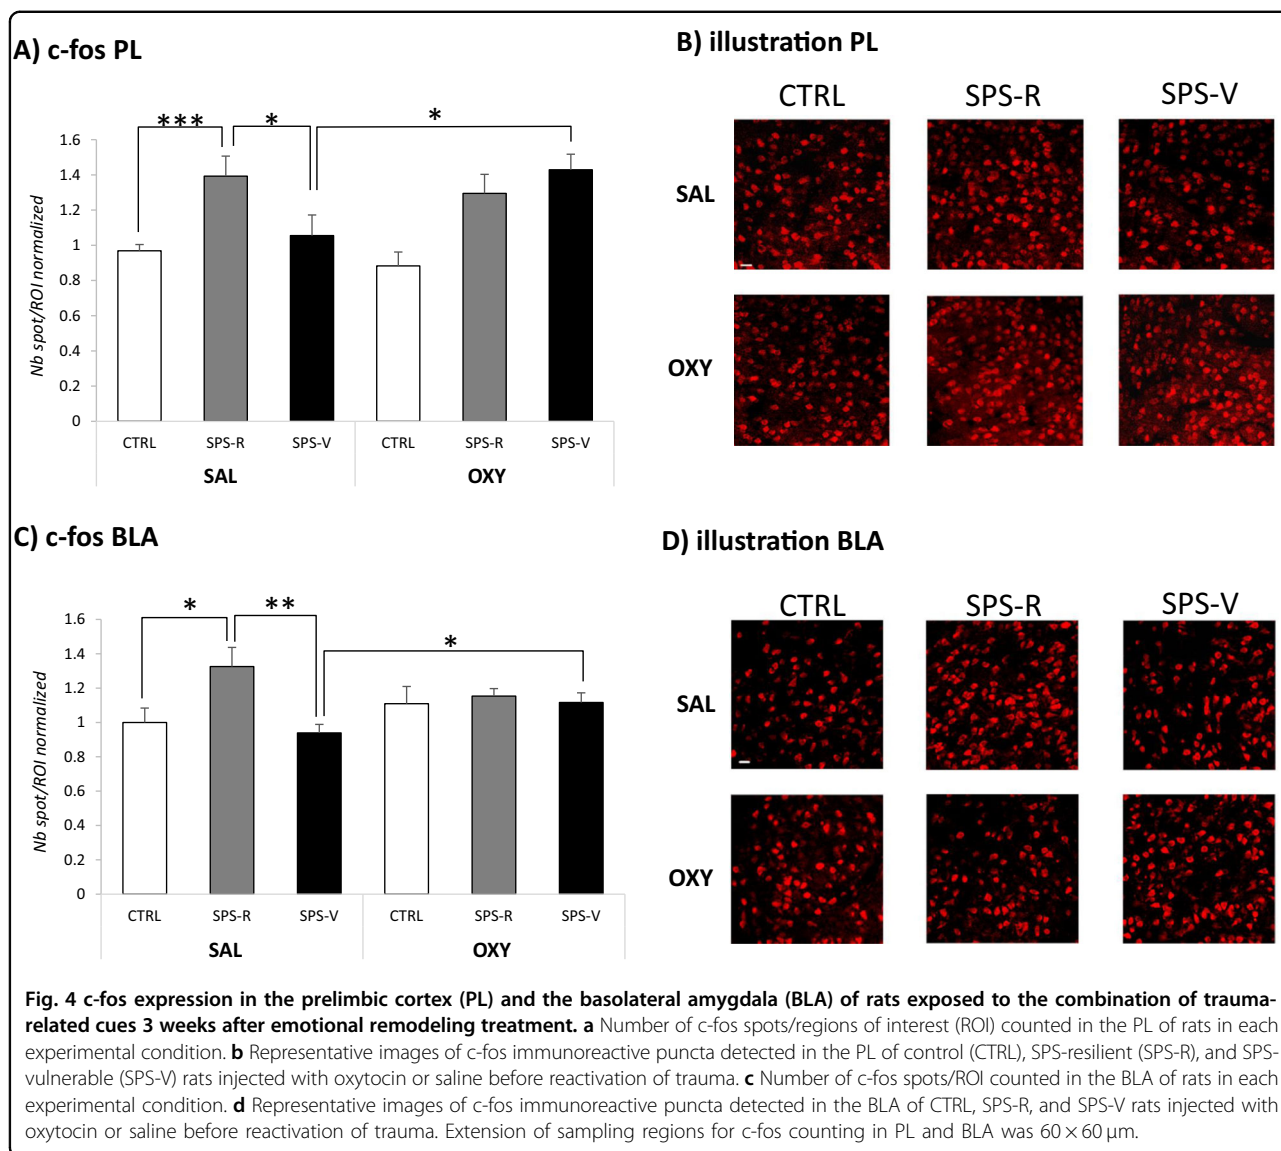 A) c-fos PL
*** * *
Nb spot/ROI normalized
1.6
1.4
1.2
1
0.8
0.6
0.4
0.2
0
CTRL SPS-R SPS-V CTRL SPS-R SPS-V
SAL OXY
B) illustration PL
CTRL SPS-R SPS-V
SAL
OXY
C) c-fos BLA
* ** *
Nb spot/ROI normalized
1.6
1.4
1.2
1
0.8
0.6
0.4
0.2
0
CTRL SPS-R SPS-V CTRL SPS-R SPS-V
SAL OXY
D) illustration BLA
CTRL SPS-R SPS-V
SAL
OXY
Fig. 4 c-fos expression in the prelimbic cortex (PL) and the basolateral amygdala (BLA) of rats exposed to the combination of trauma-
related cues 3 weeks after emotional remodeling treatment. a Number of c-fos spots/regions of interest (ROI) counted in the PL of rats in each
experimental condition. b Representative images of c-fos immunoreactive puncta detected in the PL of control (CTRL), SPS-resilient (SPS-R), and SPS-
vulnerable (SPS-V) rats injected with oxytocin or saline before reactivation of trauma. c Number of c-fos spots/ROI counted in the BLA of rats in each
experimental condition. d Representative images of c-fos immunoreactive puncta detected in the BLA of CTRL, SPS-R, and SPS-V rats injected with
oxytocin or saline before reactivation of trauma. Extension of sampling regions for c-fos counting in PL and BLA was 60 × 60 μm.